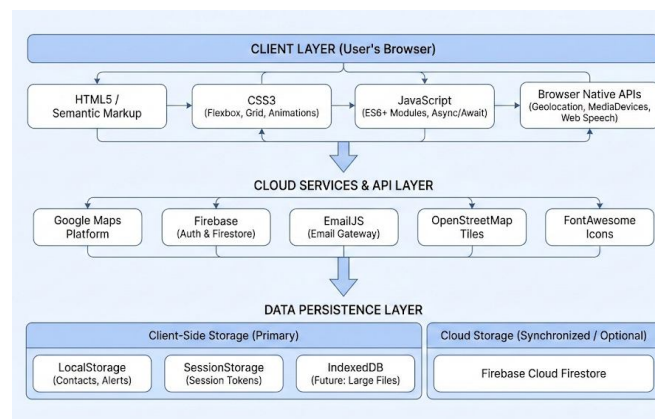 CLIENT LAYER (User's Browser)
HTML5 /
Semantic Markup
CSS3
(Flexbox, Grid, Animations)
JavaScript
(ES6+ Modules, Async/Await)
Browser Native APIs
(Geolocation, MediaDevices,
Web Speech)
CLOUD SERVICES & API LAYER
Google Maps
Platform
Firebase
(Auth & Firestore)
EmailJS
(Email Gateway)
OpenStreetMap
Tiles
FontAwesome
Icons
DATA PERSISTENCE LAYER
Client-Side Storage (Primary)
LocalStorage
(Contacts, Alerts)
SessionStorage
(Session Tokens)
IndexedDB
(Future: Large Files)
Cloud Storage (Synchronized / Optional)
Firebase Cloud Firestore